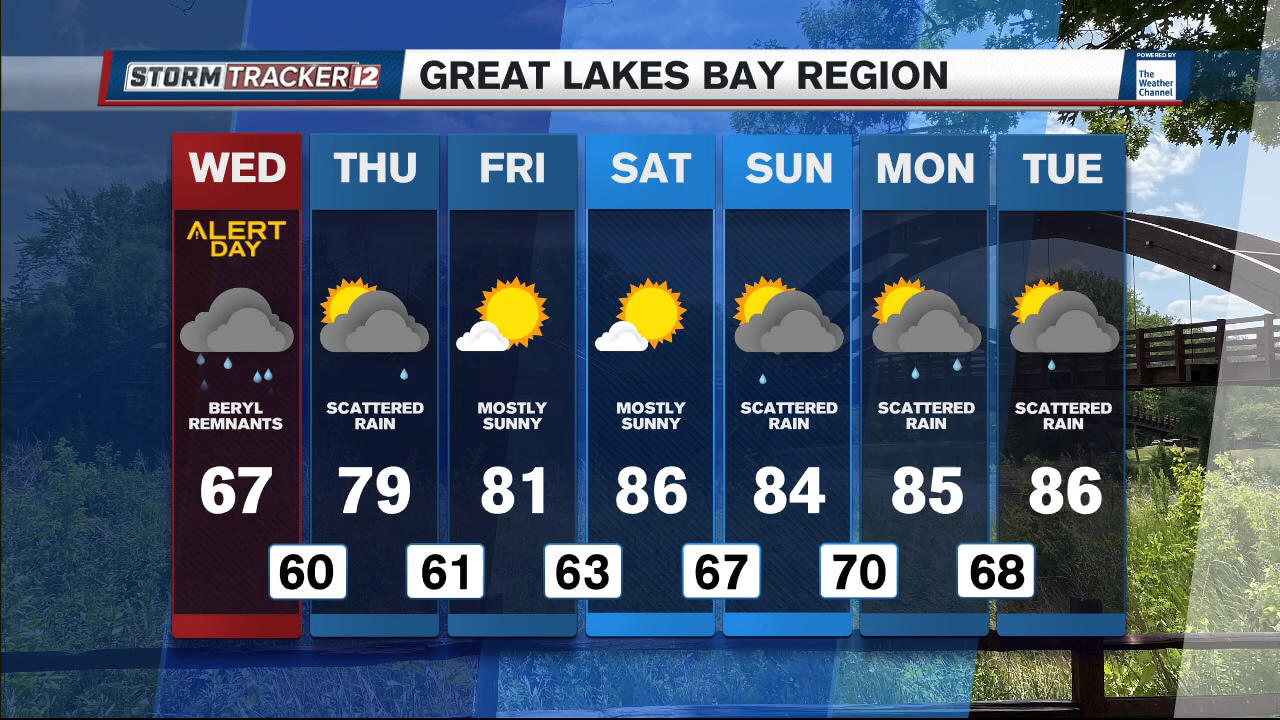 STORMTRACKER12
GREAT LAKES BAY REGION
POWERED BY
The
Weather
Channel
WED
THU
FRI
SAT
SUN
MON
TUE
ALERT
DAY
BERYL
REMNANTS
SCATTERED
RAIN
MOSTLY
SUNNY
MOSTLY
SUNNY
SCATTERED
RAIN
SCATTERED
RAIN
SCATTERED
RAIN
67
79
81
86
84
85
86
60
61
63
67
70
68